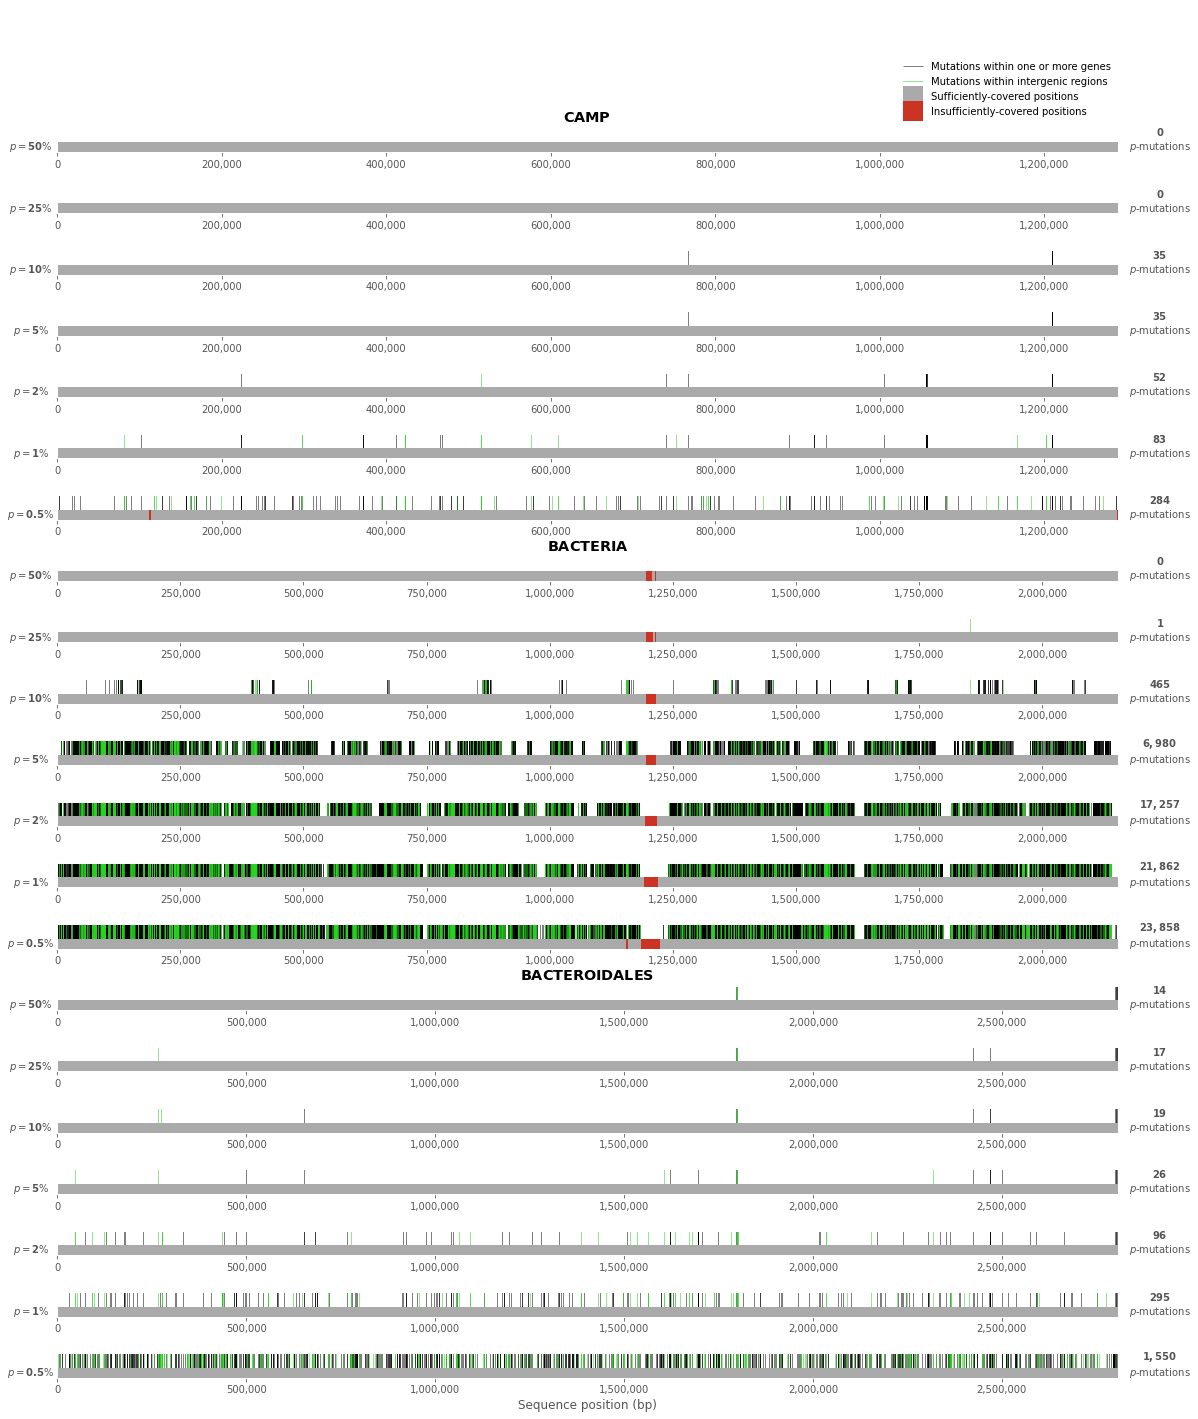 Mutations within one or more genes
Mutations within intergenic regions
Sufficiently-covered positions
Insufficiently-covered positions
CAMP
p = 50%
0
p-mutations
0 200,000 400,000 600,000 800,000 1,000,000 1,200,000
p = 25%
0
p-mutations
0 200,000 400,000 600,000 800,000 1,000,000 1,200,000
p = 10%
35
p-mutations
0 200,000 400,000 600,000 800,000 1,000,000 1,200,000
p = 5%
35
p-mutations
0 200,000 400,000 600,000 800,000 1,000,000 1,200,000
p = 2%
52
p-mutations
0 200,000 400,000 600,000 800,000 1,000,000 1,200,000
p = 1%
83
p-mutations
0 200,000 400,000 600,000 800,000 1,000,000 1,200,000
p = 0.5%
284
p-mutations
0 200,000 400,000 600,000 800,000 1,000,000 1,200,000
BACTERIA
p = 50%
0
p-mutations
0 250,000 500,000 750,000 1,000,000 1,250,000 1,500,000 1,750,000 2,000,000
p = 25%
1
p-mutations
0 250,000 500,000 750,000 1,000,000 1,250,000 1,500,000 1,750,000 2,000,000
p = 10%
465
p-mutations
0 250,000 500,000 750,000 1,000,000 1,250,000 1,500,000 1,750,000 2,000,000
p = 5%
6,980
p-mutations
0 250,000 500,000 750,000 1,000,000 1,250,000 1,500,000 1,750,000 2,000,000
p = 2%
17,257
p-mutations
0 250,000 500,000 750,000 1,000,000 1,250,000 1,500,000 1,750,000 2,000,000
p = 1%
21,862
p-mutations
0 250,000 500,000 750,000 1,000,000 1,250,000 1,500,000 1,750,000 2,000,000
p = 0.5%
23,858
p-mutations
0 250,000 500,000 750,000 1,000,000 1,250,000 1,500,000 1,750,000 2,000,000
BACTEROIDALES
p = 50%
14
p-mutations
0 500,000 1,000,000 1,500,000 2,000,000 2,500,000
p = 25%
17
p-mutations
0 500,000 1,000,000 1,500,000 2,000,000 2,500,000
p = 10%
19
p-mutations
0 500,000 1,000,000 1,500,000 2,000,000 2,500,000
p = 5%
26
p-mutations
0 500,000 1,000,000 1,500,000 2,000,000 2,500,000
p = 2%
96
p-mutations
0 500,000 1,000,000 1,500,000 2,000,000 2,500,000
p = 1%
295
p-mutations
0 500,000 1,000,000 1,500,000 2,000,000 2,500,000
p = 0.5%
1,550
p-mutations
0 500,000 1,000,000 1,500,000 2,000,000 2,500,000
Sequence position (bp)